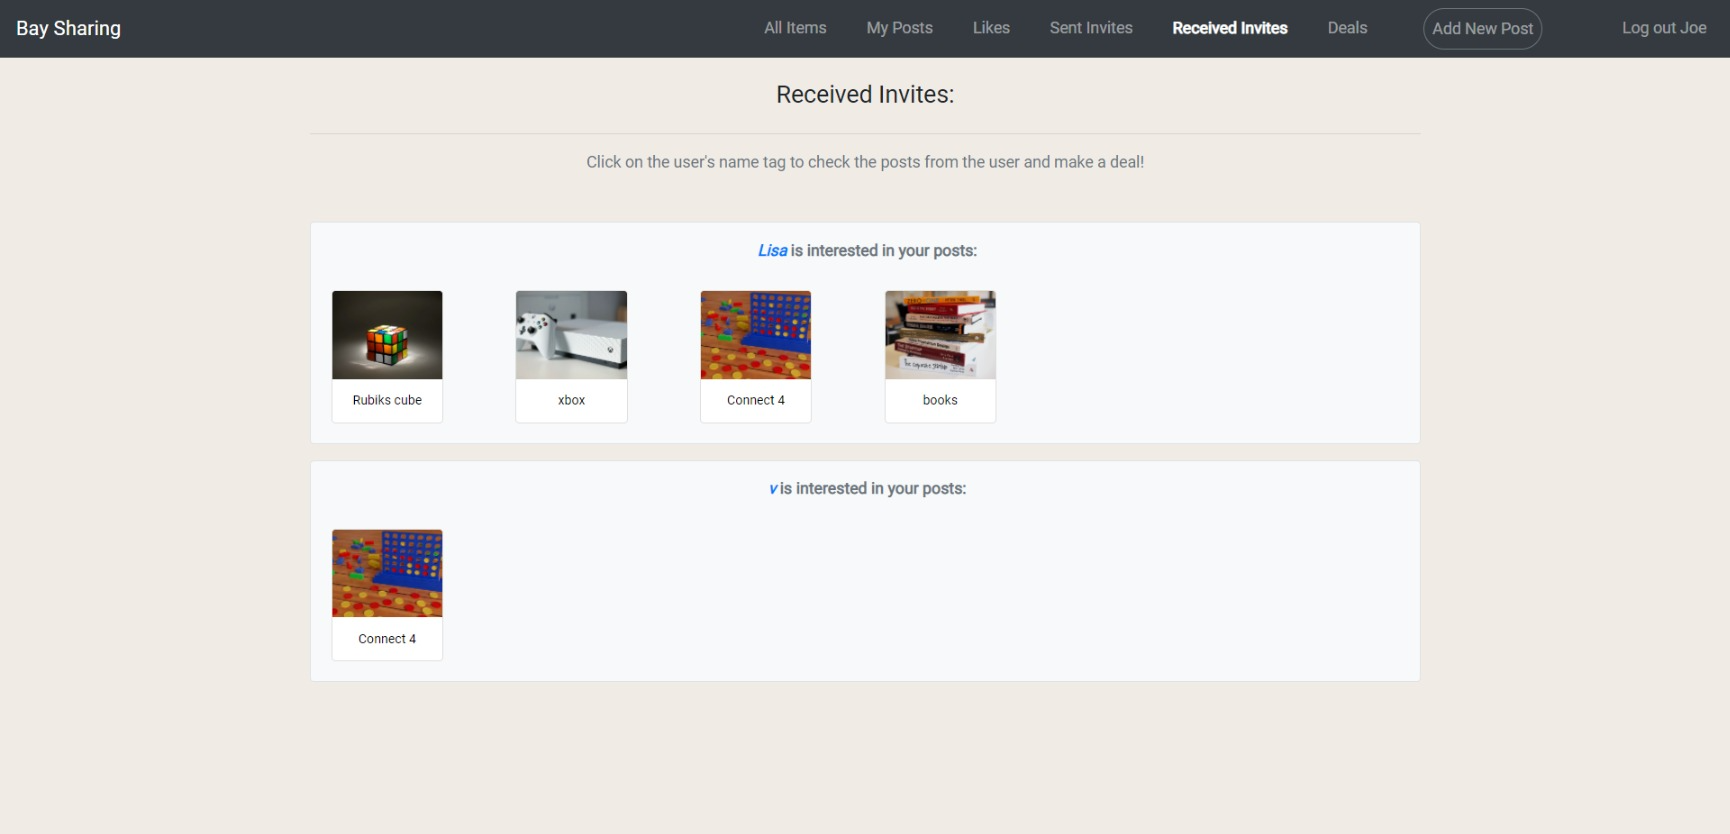 Bay Sharing
All Items
My Posts
Likes
Sent Invites
Received Invites
Deals
Add New Post
Log out Joe
Received Invites:
Click on the user's name tag to check the posts from the user and make a deal!
Lisa is interested in your posts:
Rubiks cube
xbox
Connect 4
books
v is interested in your posts:
Connect 4